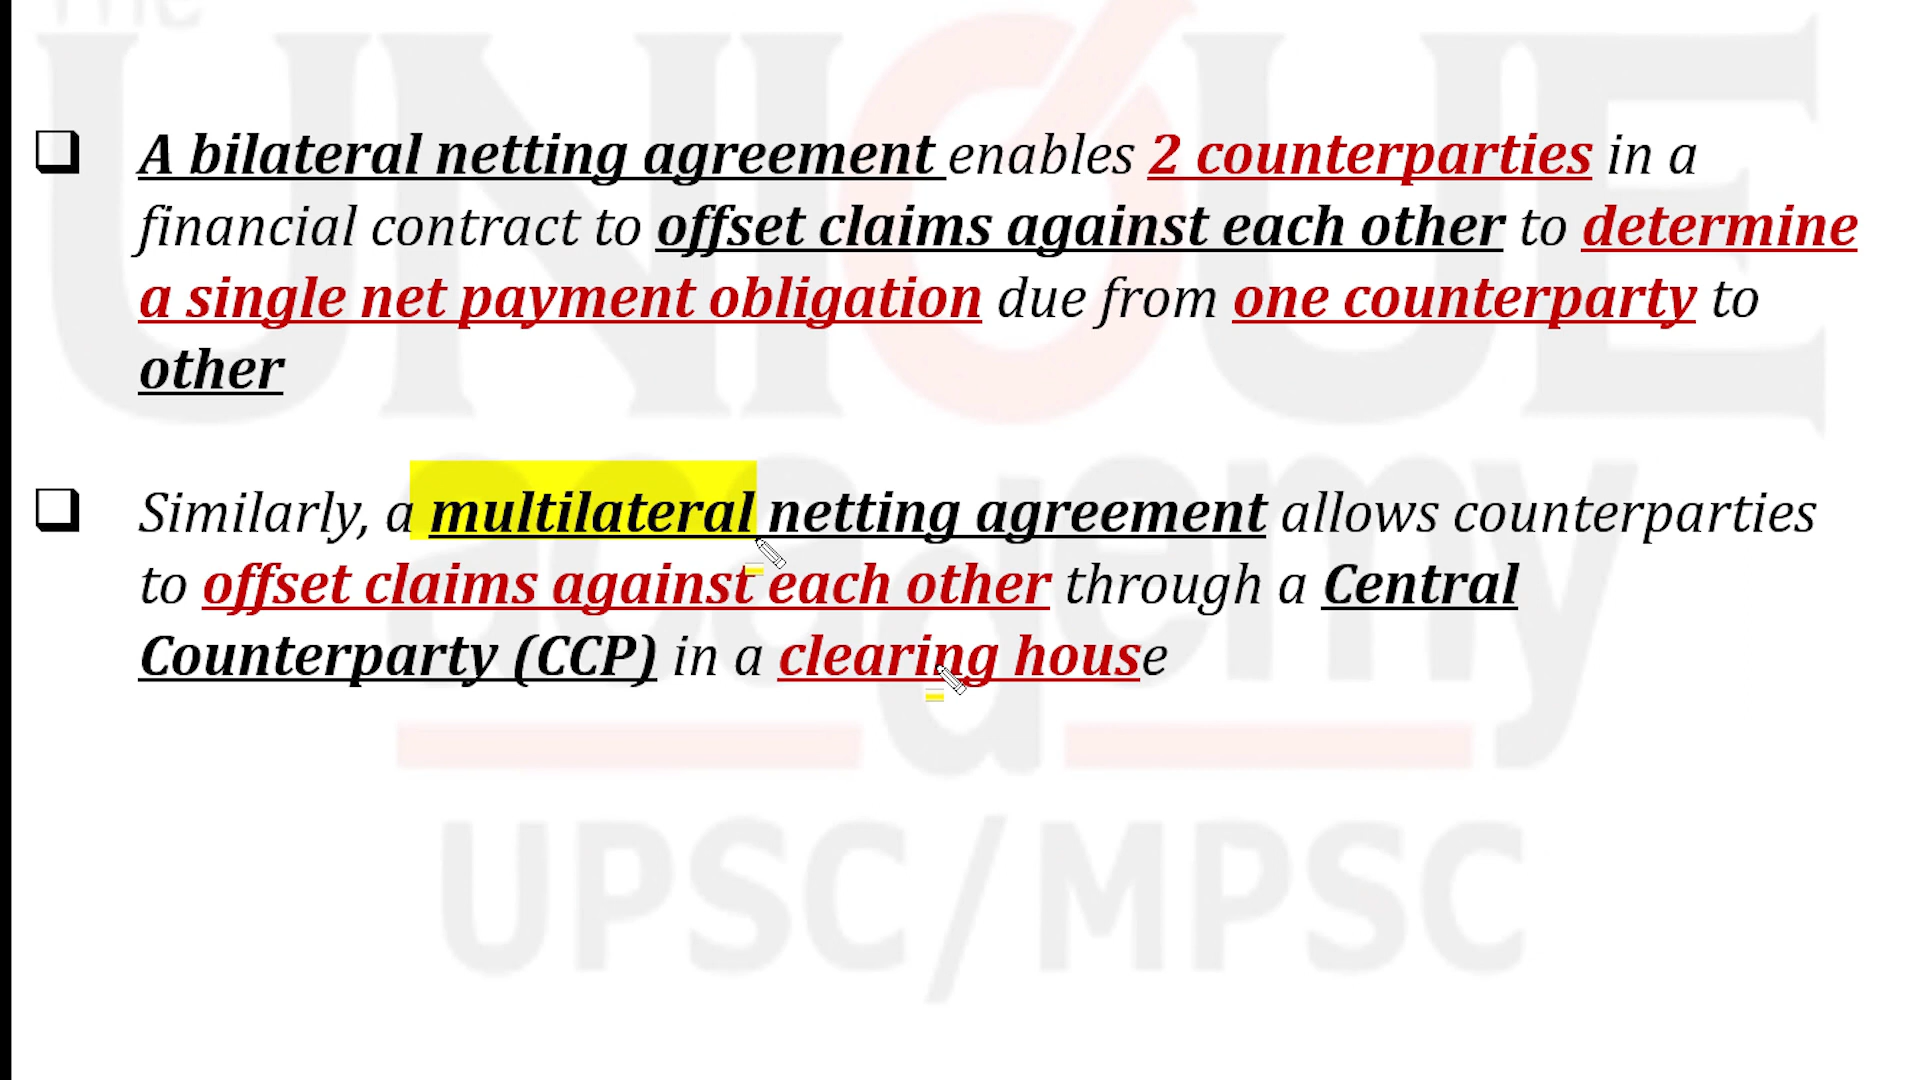 The
UNIQUE
❑ A bilateral netting agreement enables 2 counterparties in a
financial contract to offset claims against each other to determine
a single net payment obligation due from one counterparty to
other
❑ Similarly, a multilateral netting agreement allows counterparties
to offset claims against each other through a Central
Counterparty (CCP) in a clearing house
academy
UPSC/MPSC